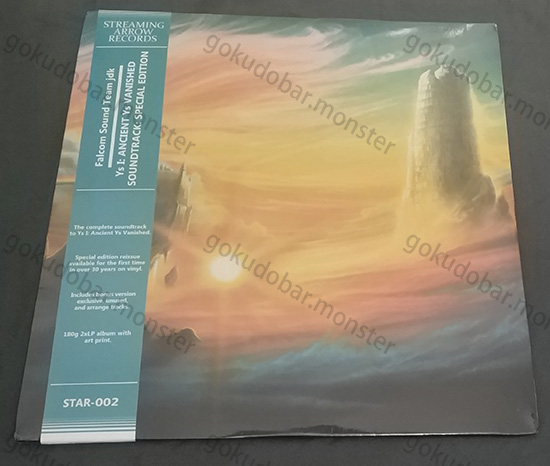 STREAMING
ARROW
RECORDS
Falcom Sound Team jdk
Ys I: ANCIENT Ys VANISHED
SOUNDTRACK: SPECIAL EDITION
The complete soundtrack
to Ys I: Ancient Ys Vanished.
Special edition reissue
available for the first time
in over 30 years on vinyl.
Includes bonus version
exclusive, unused,
and arrange tracks.
180g 2xLP album with
art print.
STAR-002
gokudobar.monster
gokudobar.monster
gokudobar.monster
gokudobar.monster
gokudobar.monster
gokudobar.monster